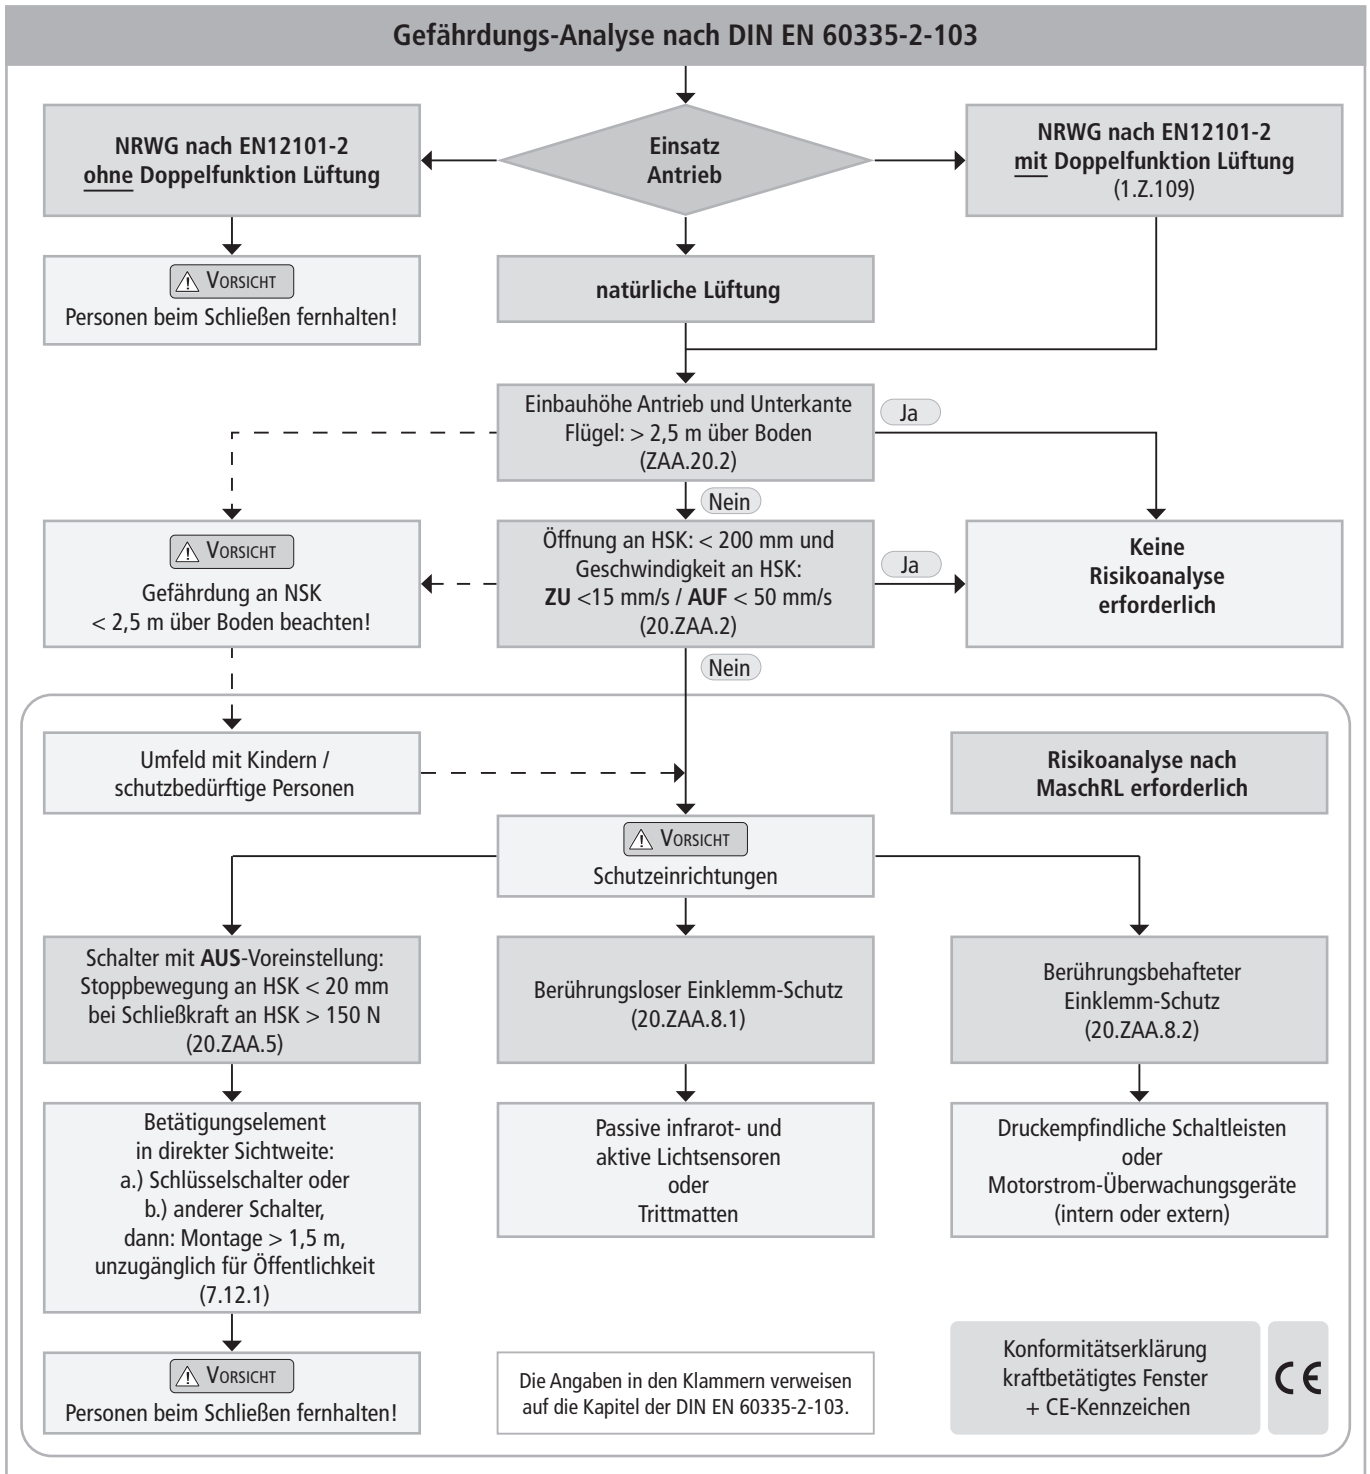 Gefährdungs-Analyse nach DIN EN 60335-2-103
NRWG nach EN12101-2
ohne Doppelfunktion Lüftung
Einsatz
Antrieb
NRWG nach EN12101-2
mit Doppelfunktion Lüftung
(1.Z.109)
VORSICHT
Personen beim Schließen fernhalten!
natürliche Lüftung
Einbauhöhe Antrieb und Unterkante
Flügel: > 2,5 m über Boden
(ZAA.20.2)
Ja
Nein
VORSICHT
Gefährdung an NSK
< 2,5 m über Boden beachten!
Öffnung an HSK: < 200 mm und
Geschwindigkeit an HSK:
ZU <15 mm/s / AUF < 50 mm/s
(20.ZAA.2)
Ja
Keine
Risikoanalyse
erforderlich
Nein
Umfeld mit Kindern /
schutzbedürftige Personen
Risikoanalyse nach
MaschRL erforderlich
VORSICHT
Schutzeinrichtungen
Schalter mit AUS-Voreinstellung:
Stoppbewegung an HSK < 20 mm
bei Schließkraft an HSK > 150 N
(20.ZAA.5)
Berührungsloser Einklemm-Schutz
(20.ZAA.8.1)
Berührungsbehafteter
Einklemm-Schutz
(20.ZAA.8.2)
Betätigungselement
in direkter Sichtweite:
a.) Schlüsselschalter oder
b.) anderer Schalter,
dann: Montage > 1,5 m,
unzugänglich für Öffentlichkeit
(7.12.1)
Passive infrarot- und
aktive Lichtsensoren
oder
Trittmatten
Druckempfindliche Schaltleisten
oder
Motorstrom-Überwachungsgeräte
(intern oder extern)
VORSICHT
Personen beim Schließen fernhalten!
Die Angaben in den Klammern verweisen
auf die Kapitel der DIN EN 60335-2-103.
Konformitätserklärung
kraftbetätigtes Fenster
+ CE-Kennzeichen
CE